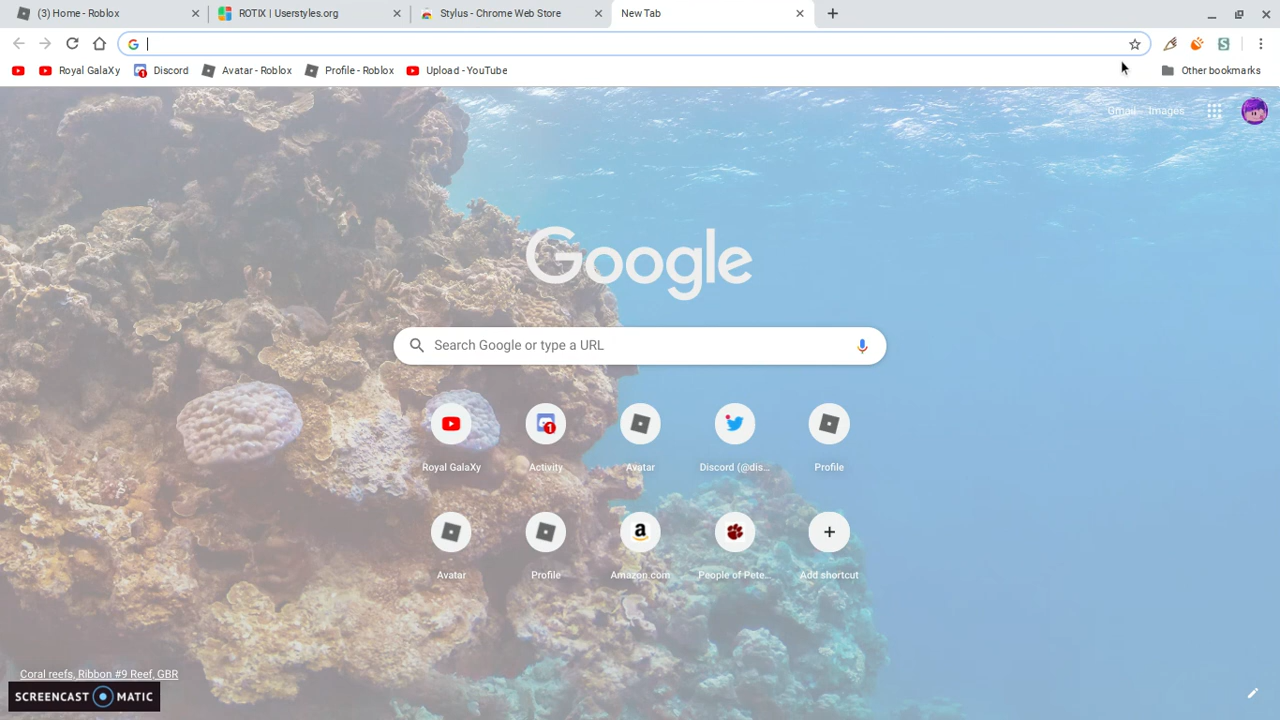 (3) Home - Roblox
ROTIX | Userstyles.org
Stylus - Chrome Web Store
New Tab
Royal GalaXy
Discord
Avatar - Roblox
Profile - Roblox
Upload - YouTube
Other bookmarks
Gmail Images
Google
Search Google or type a URL
Royal GalaXy
Activity
Avatar
Discord (@dis...
Profile
Avatar
Profile
Amazon.com
People of Pete...
Add shortcut
Coral reefs, Ribbon #9 Reef, GBR
SCREENCAST MATIC